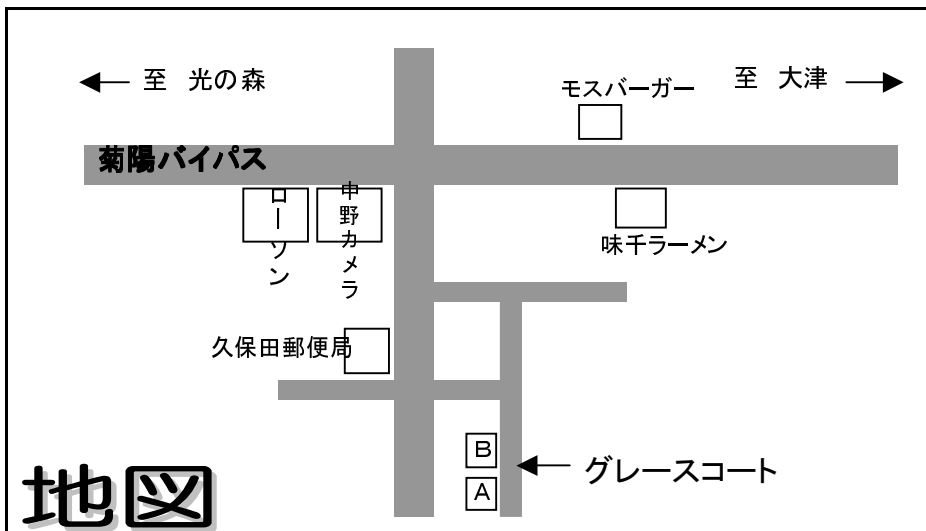 至　光の森
モスバーガー
至　大津
菊陽バイパス
ローソン
中野カメラ
味千ラーメン
久保田郵便局
B
A
グレースコート
地図